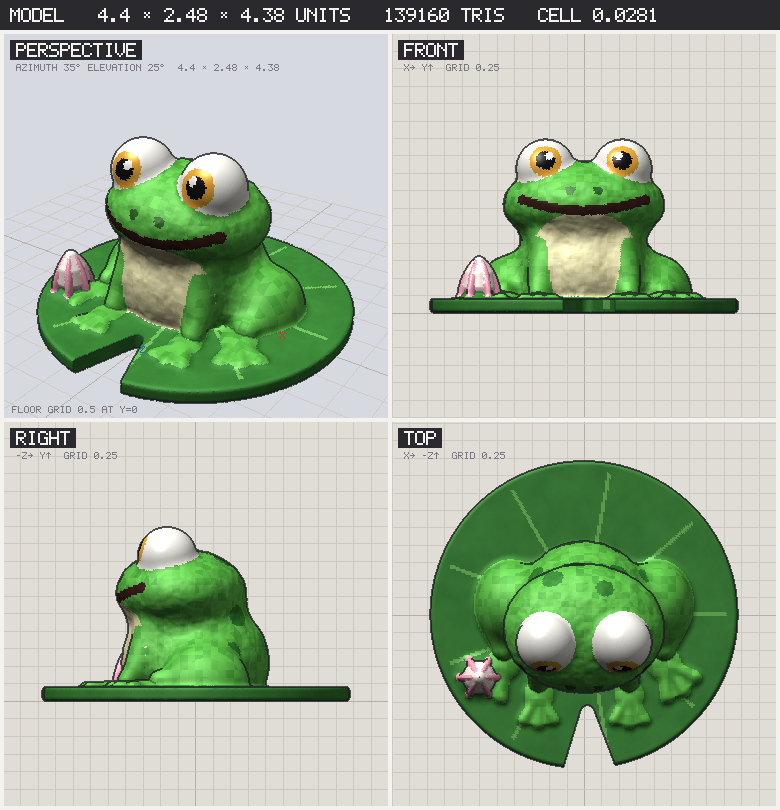 MODEL 4.4 × 2.48 × 4.38 UNITS 139160 TRIS CELL 0.0281
PERSPECTIVE
AZIMUTH 35° ELEVATION 25° 4.4 × 2.48 × 4.38
FLOOR GRID 0.5 AT Y=0
FRONT
X→ Y↑ GRID 0.25
RIGHT
-Z→ Y↑ GRID 0.25
TOP
X→ -Z↑ GRID 0.25